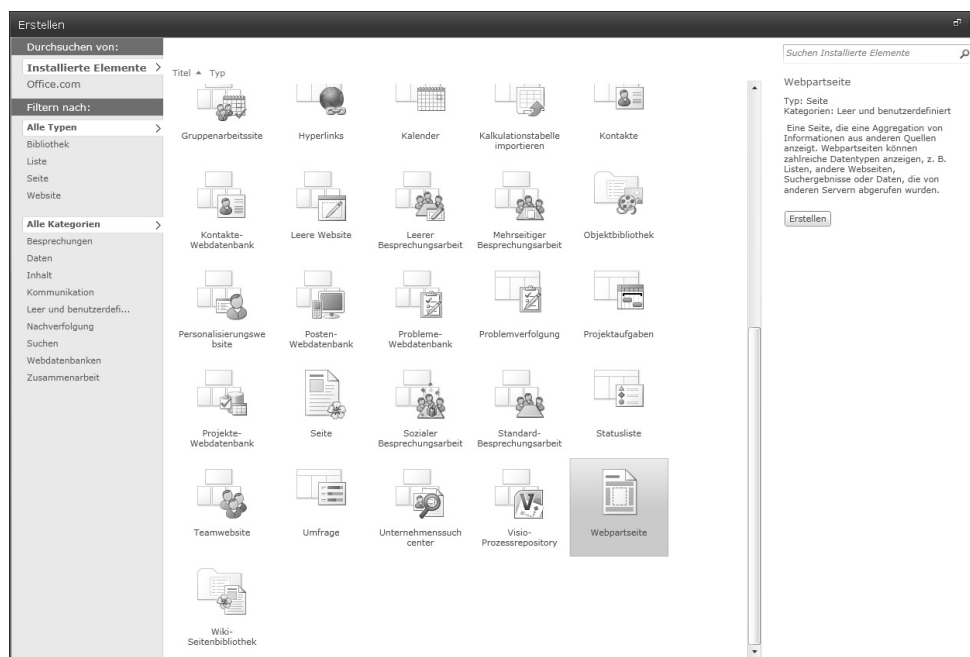 Erstellen
Durchsuchen von:
Installierte Elemente
Office.com
Filtern nach:
Alle Typen
Bibliothek
Liste
Seite
Website
Alle Kategorien
Besprechungen
Daten
Inhalt
Kommunikation
Leer und benutzerdefi...
Nachverfolgung
Suchen
Webdatenbanken
Zusammenarbeit
Titel Typ
Gruppenarbeitssite
Hyperlinks
Kalender
Kalkulationstabelle
importieren
Kontakte
Kontakte-
Webdatenbank
Leere Website
Leerer
Besprechungsarbeit
Mehrseitiger
Besprechungsarbeit
Objektbibliothek
Personalisierungswe
bsite
Posten-
Webdatenbank
Probleme-
Webdatenbank
Problemverfolgung
Projektaufgaben
Projekte-
Webdatenbank
Seite
Sozialer
Besprechungsarbeit
Standard-
Besprechungsarbeit
Statusliste
Teamwebsite
Umfrage
Unternehmenssuch
center
Visio-
Prozessrepository
Webpartseite
Wiki-
Seitenbibliothek
Suchen Installierte Elemente
Webpartseite
Typ: Seite
Kategorien: Leer und benutzerdefiniert
Eine Seite, die eine Aggregation von
Informationen aus anderen Quellen
anzeigt. Webpartseiten können
zahlreiche Datentypen anzeigen, z. B.
Listen, andere Webseiten,
Suchergebnisse oder Daten, die von
anderen Servern abgerufen wurden.
Erstellen